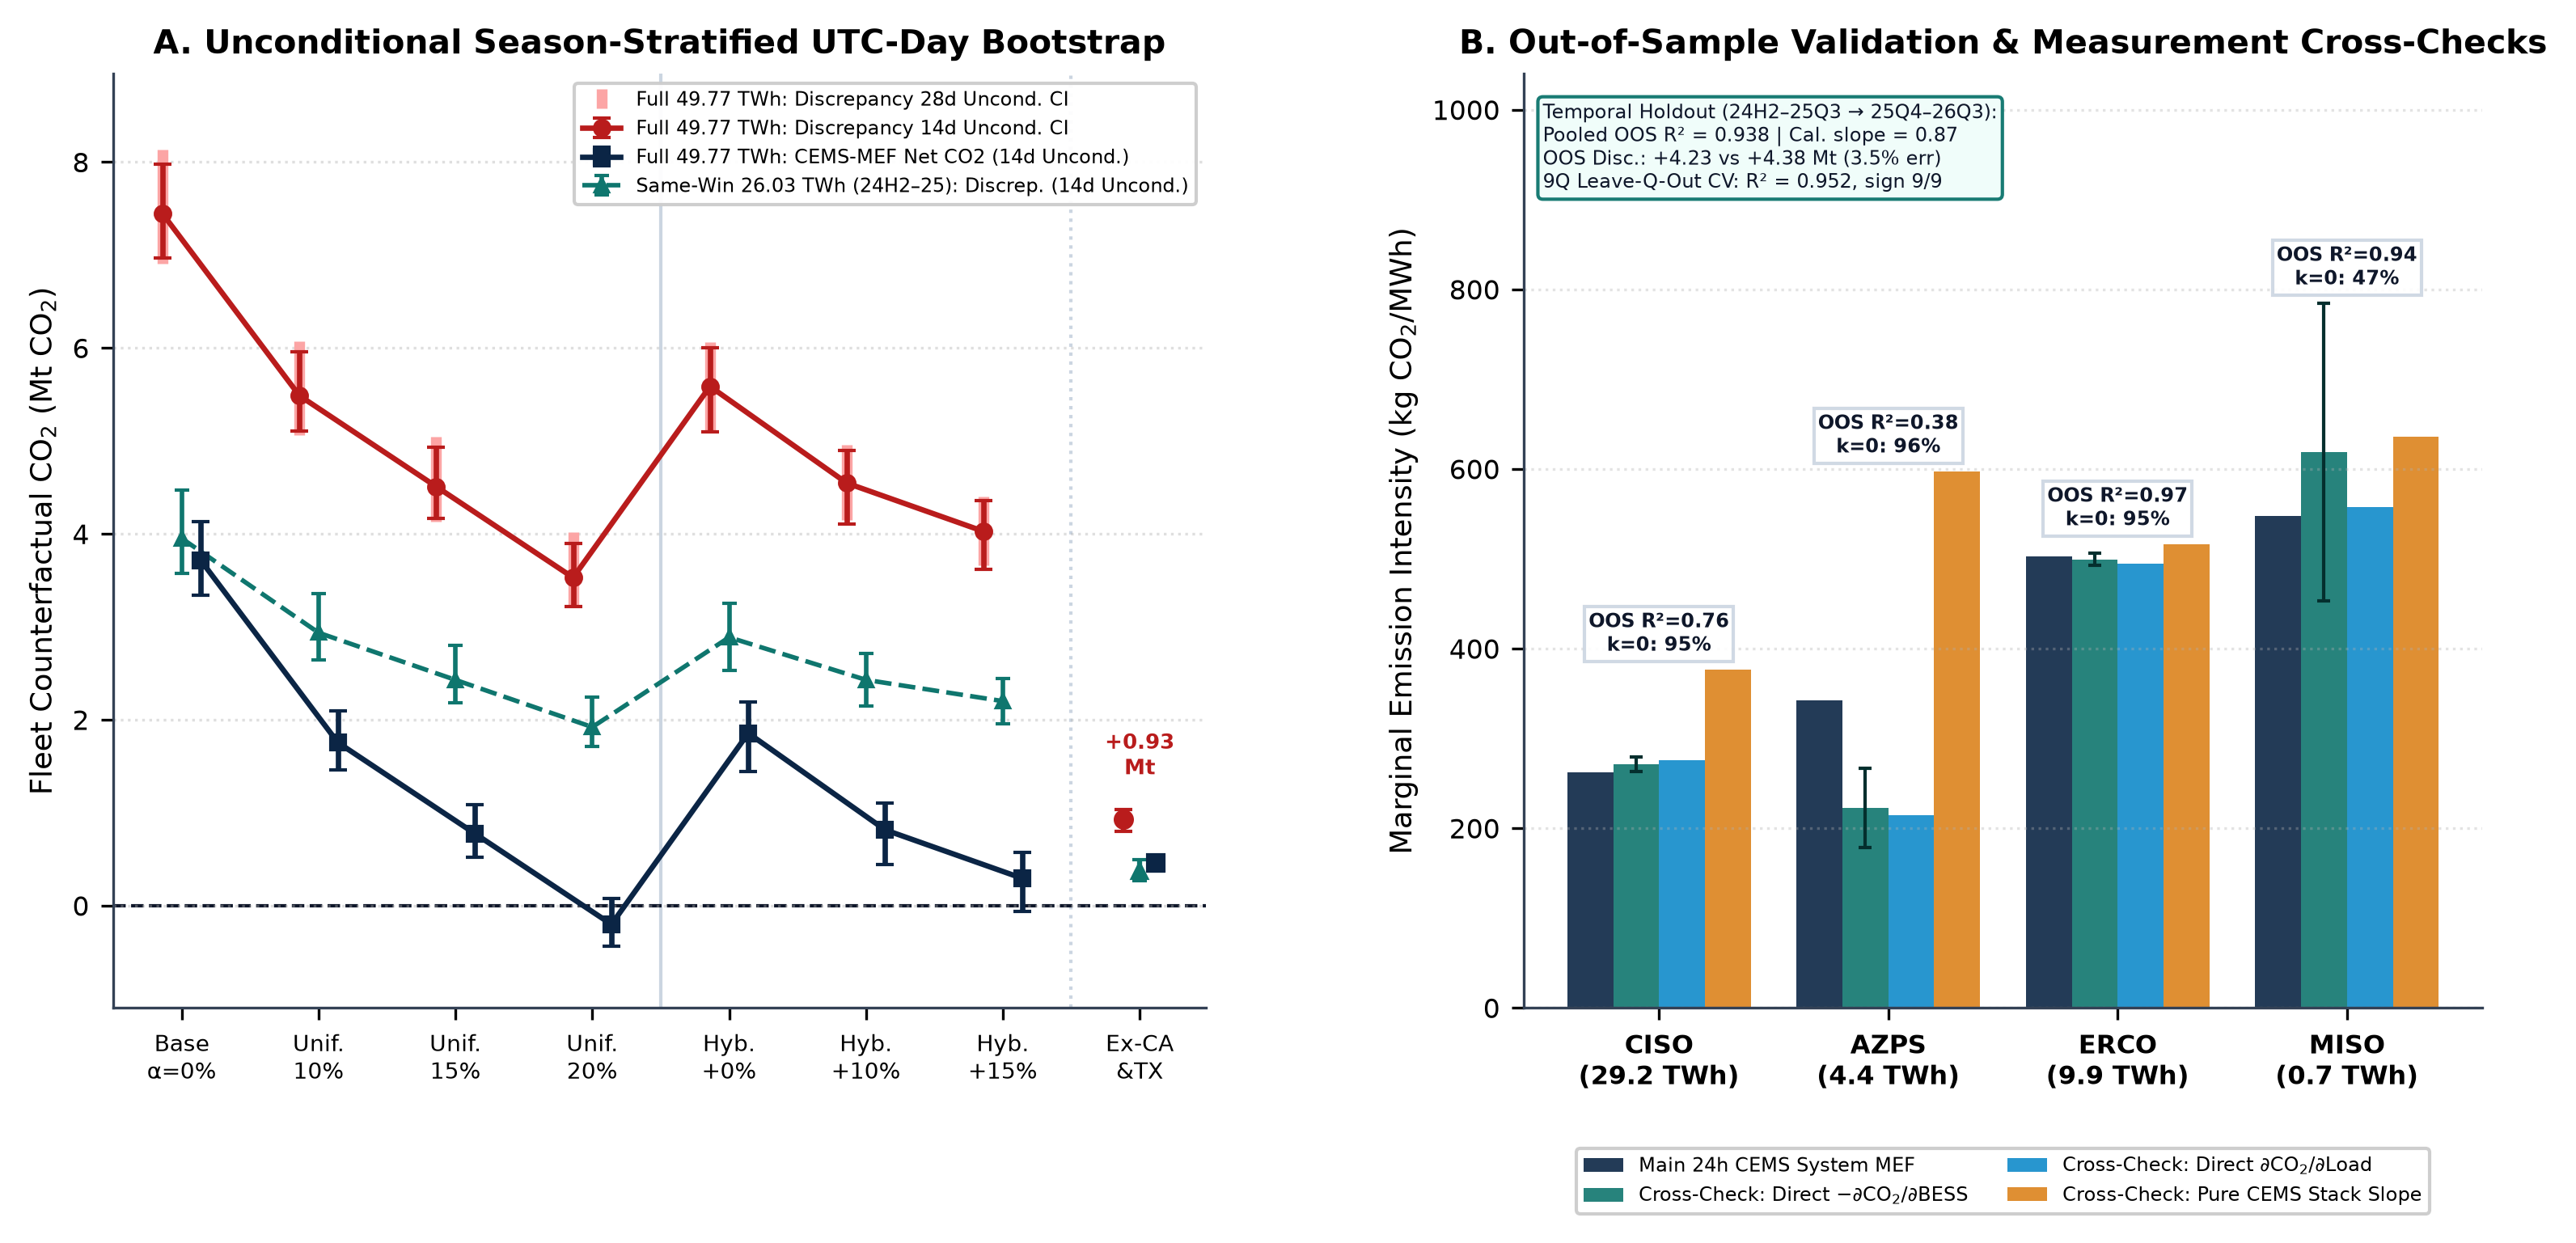 A. Unconditional Season-Stratified UTC-Day Bootstrap
Full 49.77 TWh: Discrepancy 28d Uncond. CI
Full 49.77 TWh: Discrepancy 14d Uncond. CI
Full 49.77 TWh: CEMS-MEF Net CO2 (14d Uncond.)
Same-Win 26.03 TWh (24H2–25): Discrep. (14d Uncond.)
Fleet Counterfactual CO₂ (Mt CO₂)
8
6
4
2
0
+0.93
Mt
Base
α=0%
Unif.
10%
Unif.
15%
Unif.
20%
Hyb.
+0%
Hyb.
+10%
Hyb.
+15%
Ex-CA
&TX
B. Out-of-Sample Validation & Measurement Cross-Checks
Temporal Holdout (24H2–25Q3 → 25Q4–26Q3):
Pooled OOS R² = 0.938 | Cal. slope = 0.87
OOS Disc.: +4.23 vs +4.38 Mt (3.5% err)
9Q Leave-Q-Out CV: R² = 0.952, sign 9/9
Marginal Emission Intensity (kg CO₂/MWh)
1000
800
600
400
200
0
OOS R²=0.76
k=0: 95%
OOS R²=0.38
k=0: 96%
OOS R²=0.97
k=0: 95%
OOS R²=0.94
k=0: 47%
CISO
(29.2 TWh)
AZPS
(4.4 TWh)
ERCO
(9.9 TWh)
MISO
(0.7 TWh)
Main 24h CEMS System MEF
Cross-Check: Direct −∂CO₂/∂BESS
Cross-Check: Direct ∂CO₂/∂Load
Cross-Check: Pure CEMS Stack Slope